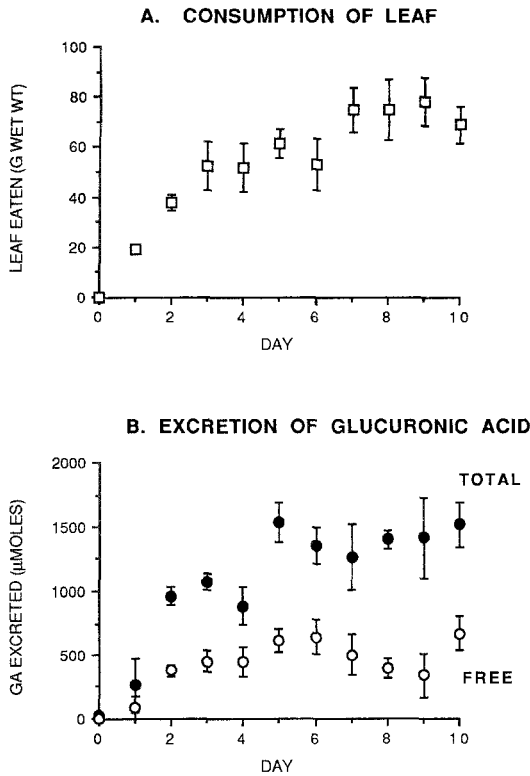 A. CONSUMPTION OF LEAF
LEAF EATEN (G WET WT)
100
80
60
40
20
0
0 2 4 6 8 10
DAY
B. EXCRETION OF GLUCURONIC ACID
GA EXCRETED (µMOLES)
2000
1500
1000
500
0
TOTAL
FREE
0 2 4 6 8 10
DAY